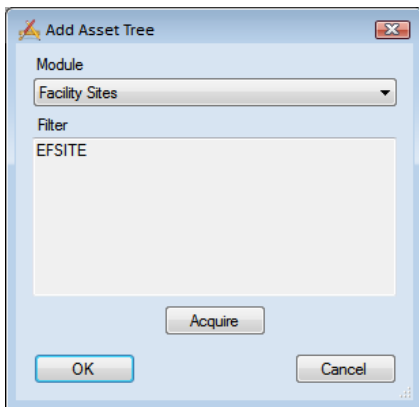 Add Asset Tree
Module
Facility Sites
Filter
EFSITE
Acquire
OK Cancel